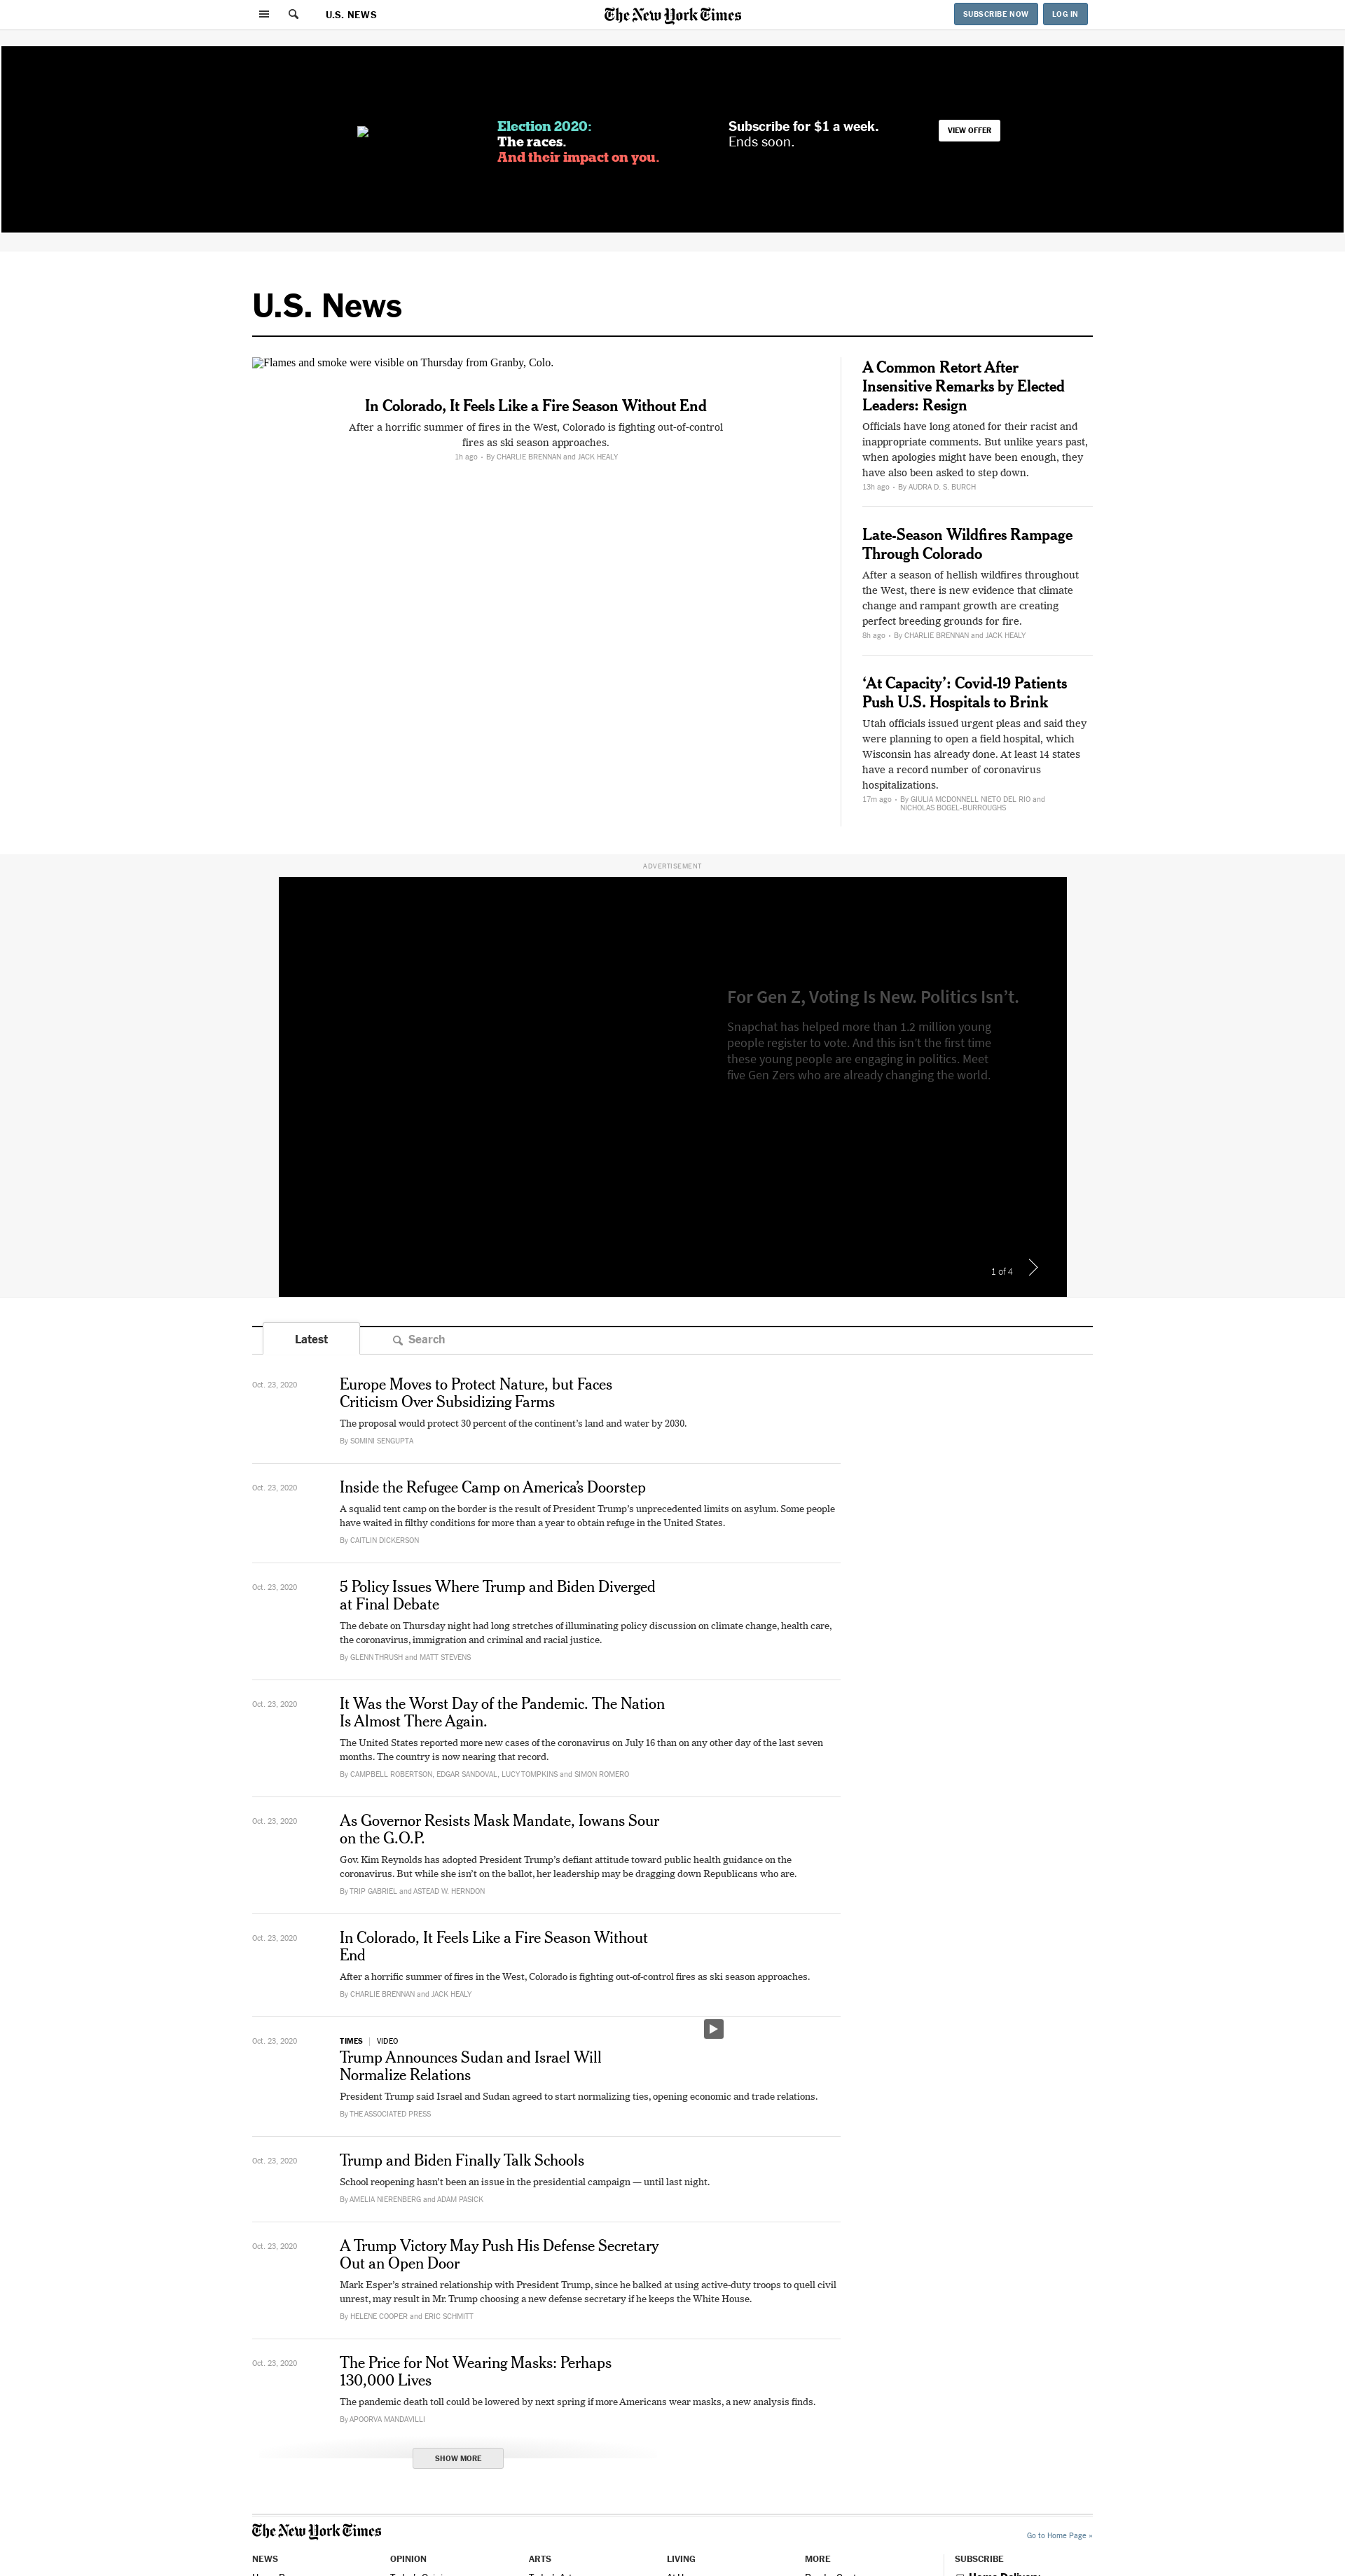 U.S. NEWS
The New York Times
SUBSCRIBE NOW
LOG IN
Election 2020:
The races.
And their impact on you.
Subscribe for $1 a week.
Ends soon.
VIEW OFFER
U.S. News
Flames and smoke were visible on Thursday from Granby, Colo.
In Colorado, It Feels Like a Fire Season Without End
After a horrific summer of fires in the West, Colorado is fighting out-of-control
fires as ski season approaches.
1h ago • By CHARLIE BRENNAN and JACK HEALY
A Common Retort After
Insensitive Remarks by Elected
Leaders: Resign
Officials have long atoned for their racist and
inappropriate comments. But unlike years past,
when apologies might have been enough, they
have also been asked to step down.
13h ago • By AUDRA D. S. BURCH
Late-Season Wildfires Rampage
Through Colorado
After a season of hellish wildfires throughout
the West, there is new evidence that climate
change and rampant growth are creating
perfect breeding grounds for fire.
8h ago • By CHARLIE BRENNAN and JACK HEALY
‘At Capacity’: Covid-19 Patients
Push U.S. Hospitals to Brink
Utah officials issued urgent pleas and said they
were planning to open a field hospital, which
Wisconsin has already done. At least 14 states
have a record number of coronavirus
hospitalizations.
17m ago • By GIULIA MCDONNELL NIETO DEL RIO and
NICHOLAS BOGEL-BURROUGHS
ADVERTISEMENT
For Gen Z, Voting Is New. Politics Isn’t.
Snapchat has helped more than 1.2 million young
people register to vote. And this isn’t the first time
these young people are engaging in politics. Meet
five Gen Zers who are already changing the world.
1 of 4
Latest
Search
Oct. 23, 2020
Europe Moves to Protect Nature, but Faces
Criticism Over Subsidizing Farms
The proposal would protect 30 percent of the continent’s land and water by 2030.
By SOMINI SENGUPTA
Oct. 23, 2020
Inside the Refugee Camp on America’s Doorstep
A squalid tent camp on the border is the result of President Trump’s unprecedented limits on asylum. Some people
have waited in filthy conditions for more than a year to obtain refuge in the United States.
By CAITLIN DICKERSON
Oct. 23, 2020
5 Policy Issues Where Trump and Biden Diverged
at Final Debate
The debate on Thursday night had long stretches of illuminating policy discussion on climate change, health care,
the coronavirus, immigration and criminal and racial justice.
By GLENN THRUSH and MATT STEVENS
Oct. 23, 2020
It Was the Worst Day of the Pandemic. The Nation
Is Almost There Again.
The United States reported more new cases of the coronavirus on July 16 than on any other day of the last seven
months. The country is now nearing that record.
By CAMPBELL ROBERTSON, EDGAR SANDOVAL, LUCY TOMPKINS and SIMON ROMERO
Oct. 23, 2020
As Governor Resists Mask Mandate, Iowans Sour
on the G.O.P.
Gov. Kim Reynolds has adopted President Trump’s defiant attitude toward public health guidance on the
coronavirus. But while she isn’t on the ballot, her leadership may be dragging down Republicans who are.
By TRIP GABRIEL and ASTEAD W. HERNDON
Oct. 23, 2020
In Colorado, It Feels Like a Fire Season Without
End
After a horrific summer of fires in the West, Colorado is fighting out-of-control fires as ski season approaches.
By CHARLIE BRENNAN and JACK HEALY
Oct. 23, 2020
TIMES | VIDEO
Trump Announces Sudan and Israel Will
Normalize Relations
President Trump said Israel and Sudan agreed to start normalizing ties, opening economic and trade relations.
By THE ASSOCIATED PRESS
Oct. 23, 2020
Trump and Biden Finally Talk Schools
School reopening hasn’t been an issue in the presidential campaign — until last night.
By AMELIA NIERENBERG and ADAM PASICK
Oct. 23, 2020
A Trump Victory May Push His Defense Secretary
Out an Open Door
Mark Esper’s strained relationship with President Trump, since he balked at using active-duty troops to quell civil
unrest, may result in Mr. Trump choosing a new defense secretary if he keeps the White House.
By HELENE COOPER and ERIC SCHMITT
Oct. 23, 2020
The Price for Not Wearing Masks: Perhaps
130,000 Lives
The pandemic death toll could be lowered by next spring if more Americans wear masks, a new analysis finds.
By APOORVA MANDAVILLI
SHOW MORE
The New York Times
Go to Home Page »
NEWS
OPINION
ARTS
LIVING
MORE
SUBSCRIBE